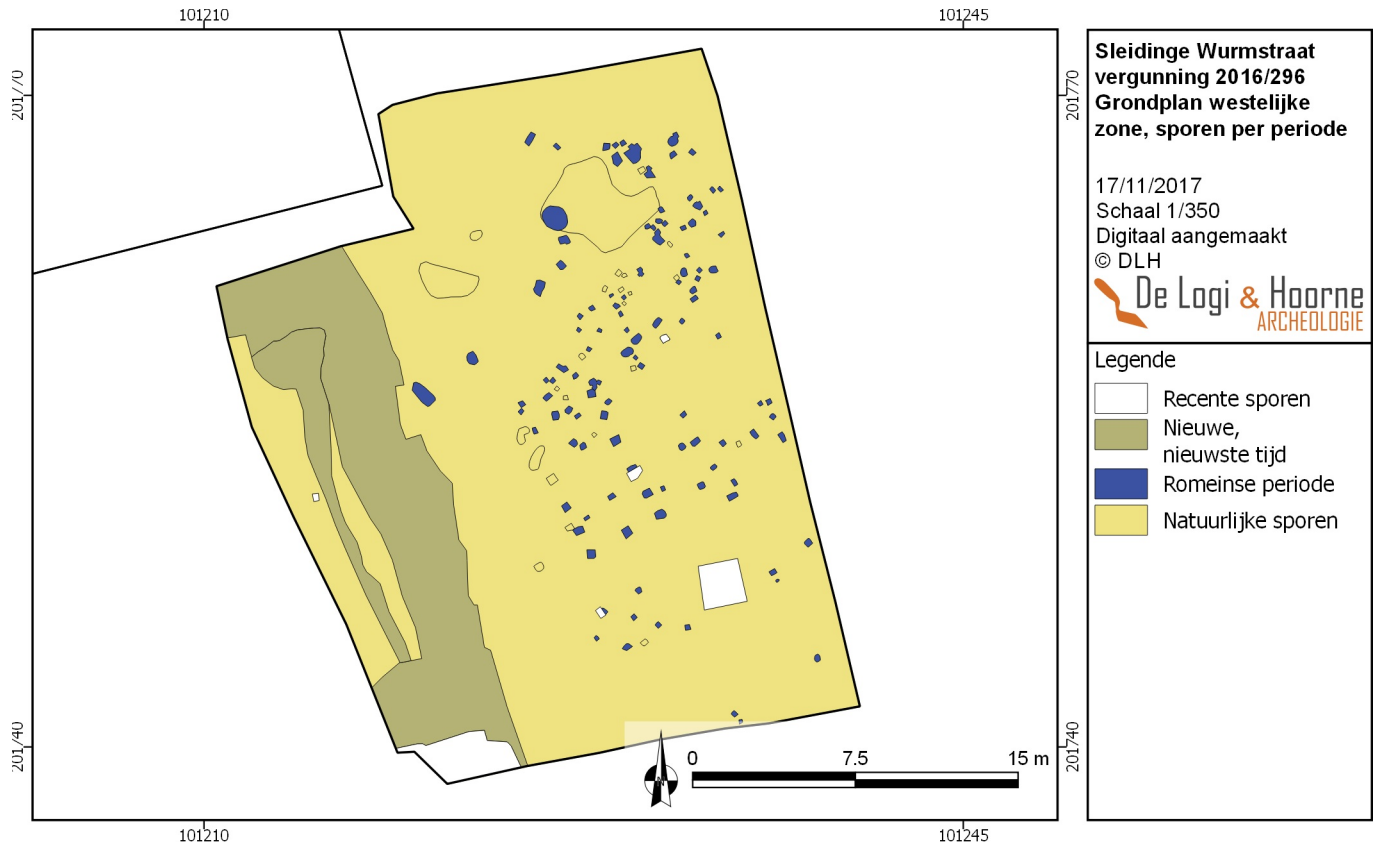 101210
101245
201770
201770
Sleidinge Wurmstraat
vergunning 2016/296
Grondplan westelijke
zone, sporen per periode
17/11/2017
Schaal 1/350
Digitaal aangemaakt
© DLH
De Logi & Hoorne
ARCHEOLOGIE
Legende
Recente sporen
Nieuwe,
nieuwste tijd
Romeinse periode
Natuurlijke sporen
201740
201740
N
0
7.5
15 m
101210
101245